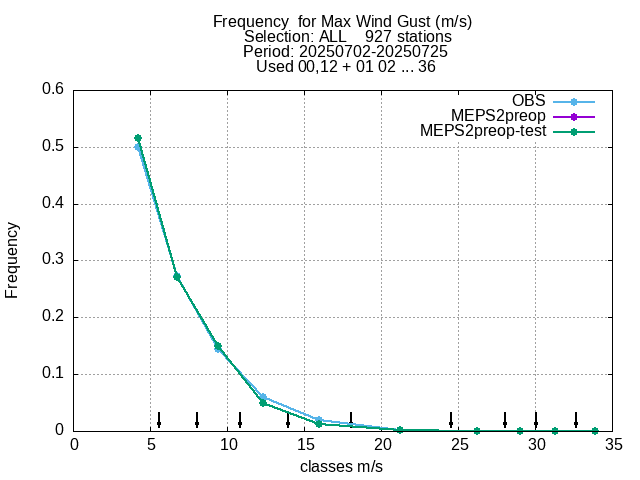 Frequency  for Max Wind Gust (m/s)
Selection: ALL    927 stations
Period: 20250702-20250725
Used 00,12 + 01 02 ... 36
OBS
MEPS2preop
MEPS2preop-test
0.6
0.5
0.4
0.3
0.2
0.1
0
Frequency
0 5 10 15 20 25 30 35
classes m/s